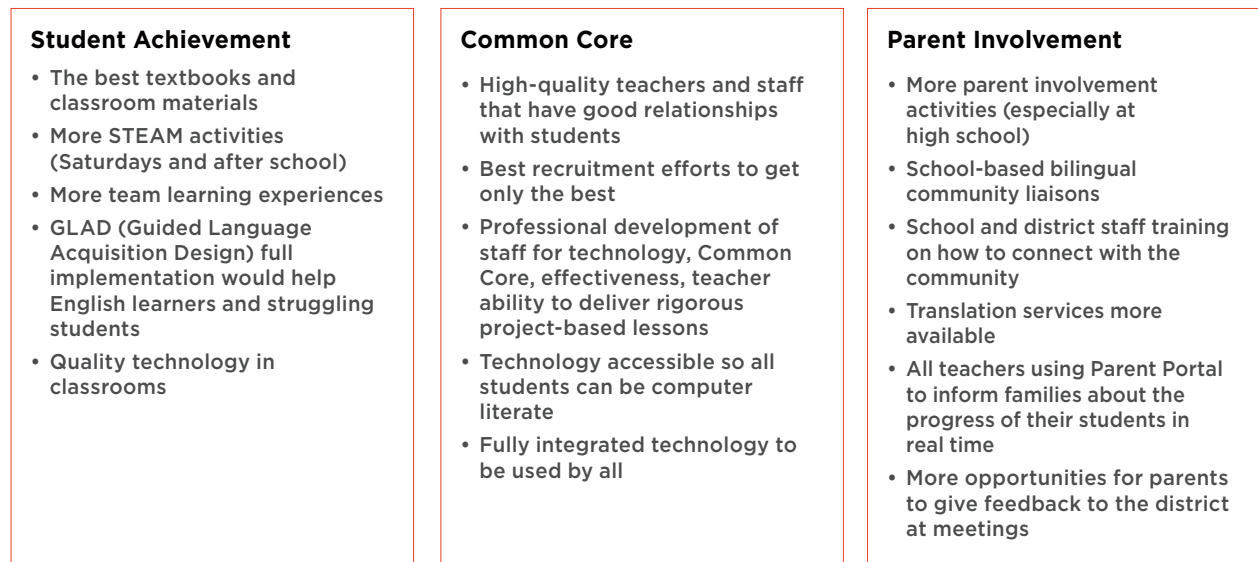 Student Achievement
• The best textbooks and
classroom materials
• More STEAM activities
(Saturdays and after school)
• More team learning experiences
• GLAD (Guided Language
Acquisition Design) full
implementation would help
English learners and struggling
students
• Quality technology in
classrooms
Common Core
• High-quality teachers and staff
that have good relationships
with students
• Best recruitment efforts to get
only the best
• Professional development of
staff for technology, Common
Core, effectiveness, teacher
ability to deliver rigorous
project-based lessons
• Technology accessible so all
students can be computer
literate
• Fully integrated technology to
be used by all
Parent Involvement
• More parent involvement
activities (especially at
high school)
• School-based bilingual
community liaisons
• School and district staff training
on how to connect with the
community
• Translation services more
available
• All teachers using Parent Portal
to inform families about the
progress of their students in
real time
• More opportunities for parents
to give feedback to the district
at meetings